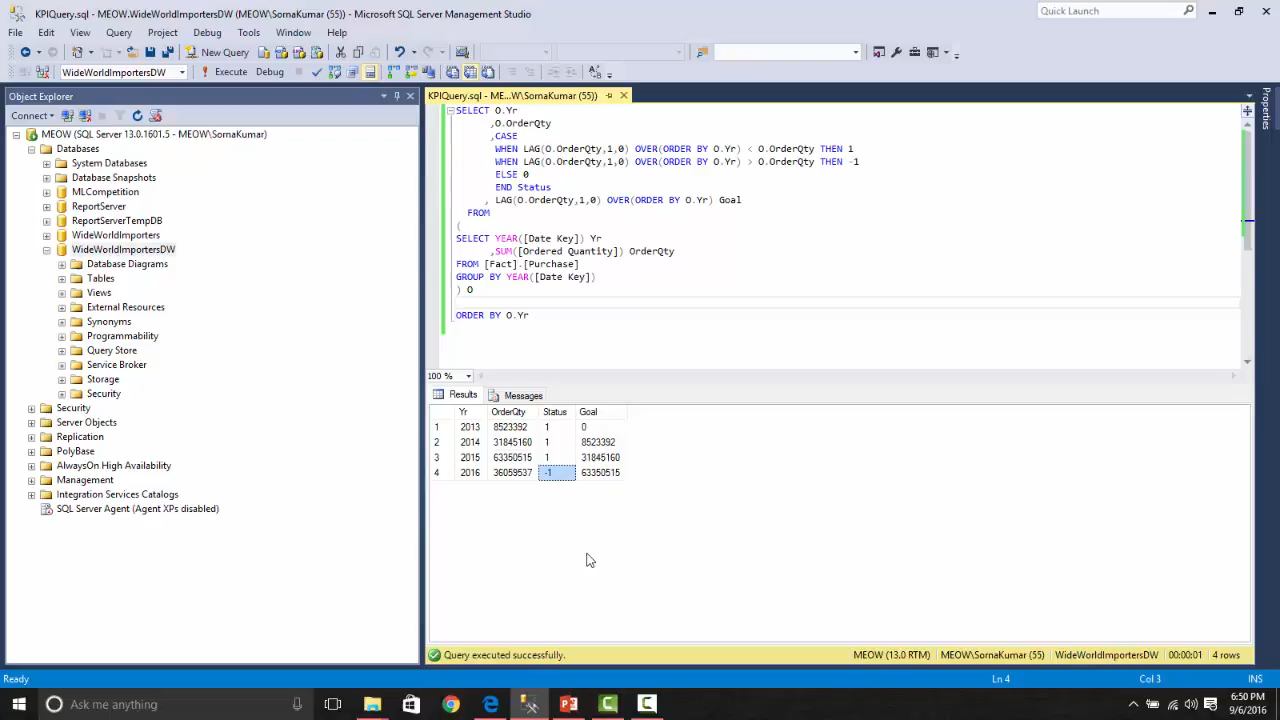 KPIQuery.sql - MEOW.WideWorldImportersDW (MEOW\SornaKumar (55)) - Microsoft SQL Server Management Studio
Quick Launch
File Edit View Query Project Debug Tools Window Help
New Query
WideWorldImportersDW Execute Debug
Object Explorer
Connect
MEOW (SQL Server 13.0.1601.5 - MEOW\SornaKumar)
Databases
System Databases
Database Snapshots
MLCompetition
ReportServer
ReportServerTempDB
WideWorldImporters
WideWorldImportersDW
Database Diagrams
Tables
Views
External Resources
Synonyms
Programmability
Query Store
Service Broker
Storage
Security
Security
Server Objects
Replication
PolyBase
AlwaysOn High Availability
Management
Integration Services Catalogs
SQL Server Agent (Agent XPs disabled)
KPIQuery.sql - ME...W\SornaKumar (55))
SELECT O.Yr
,O.OrderQty
,CASE
WHEN LAG(O.OrderQty,1,0) OVER(ORDER BY O.Yr) < O.OrderQty THEN 1
WHEN LAG(O.OrderQty,1,0) OVER(ORDER BY O.Yr) > O.OrderQty THEN -1
ELSE 0
END Status
, LAG(O.OrderQty,1,0) OVER(ORDER BY O.Yr) Goal
FROM
(
SELECT YEAR([Date Key]) Yr
,SUM([Ordered Quantity]) OrderQty
FROM [Fact].[Purchase]
GROUP BY YEAR([Date Key])
) O
ORDER BY O.Yr
100 %
Results Messages
Yr OrderQty Status Goal
1 2013 8523392 1 0
2 2014 31845160 1 8523392
3 2015 63350515 1 31845160
4 2016 36059537 -1 63350515
Query executed successfully. MEOW (13.0 RTM) MEOW\SornaKumar (55) WideWorldImportersDW 00:00:01 4 rows
Properties
Ready Ln 4 Col 3 INS
Ask me anything
6:50 PM
9/6/2016